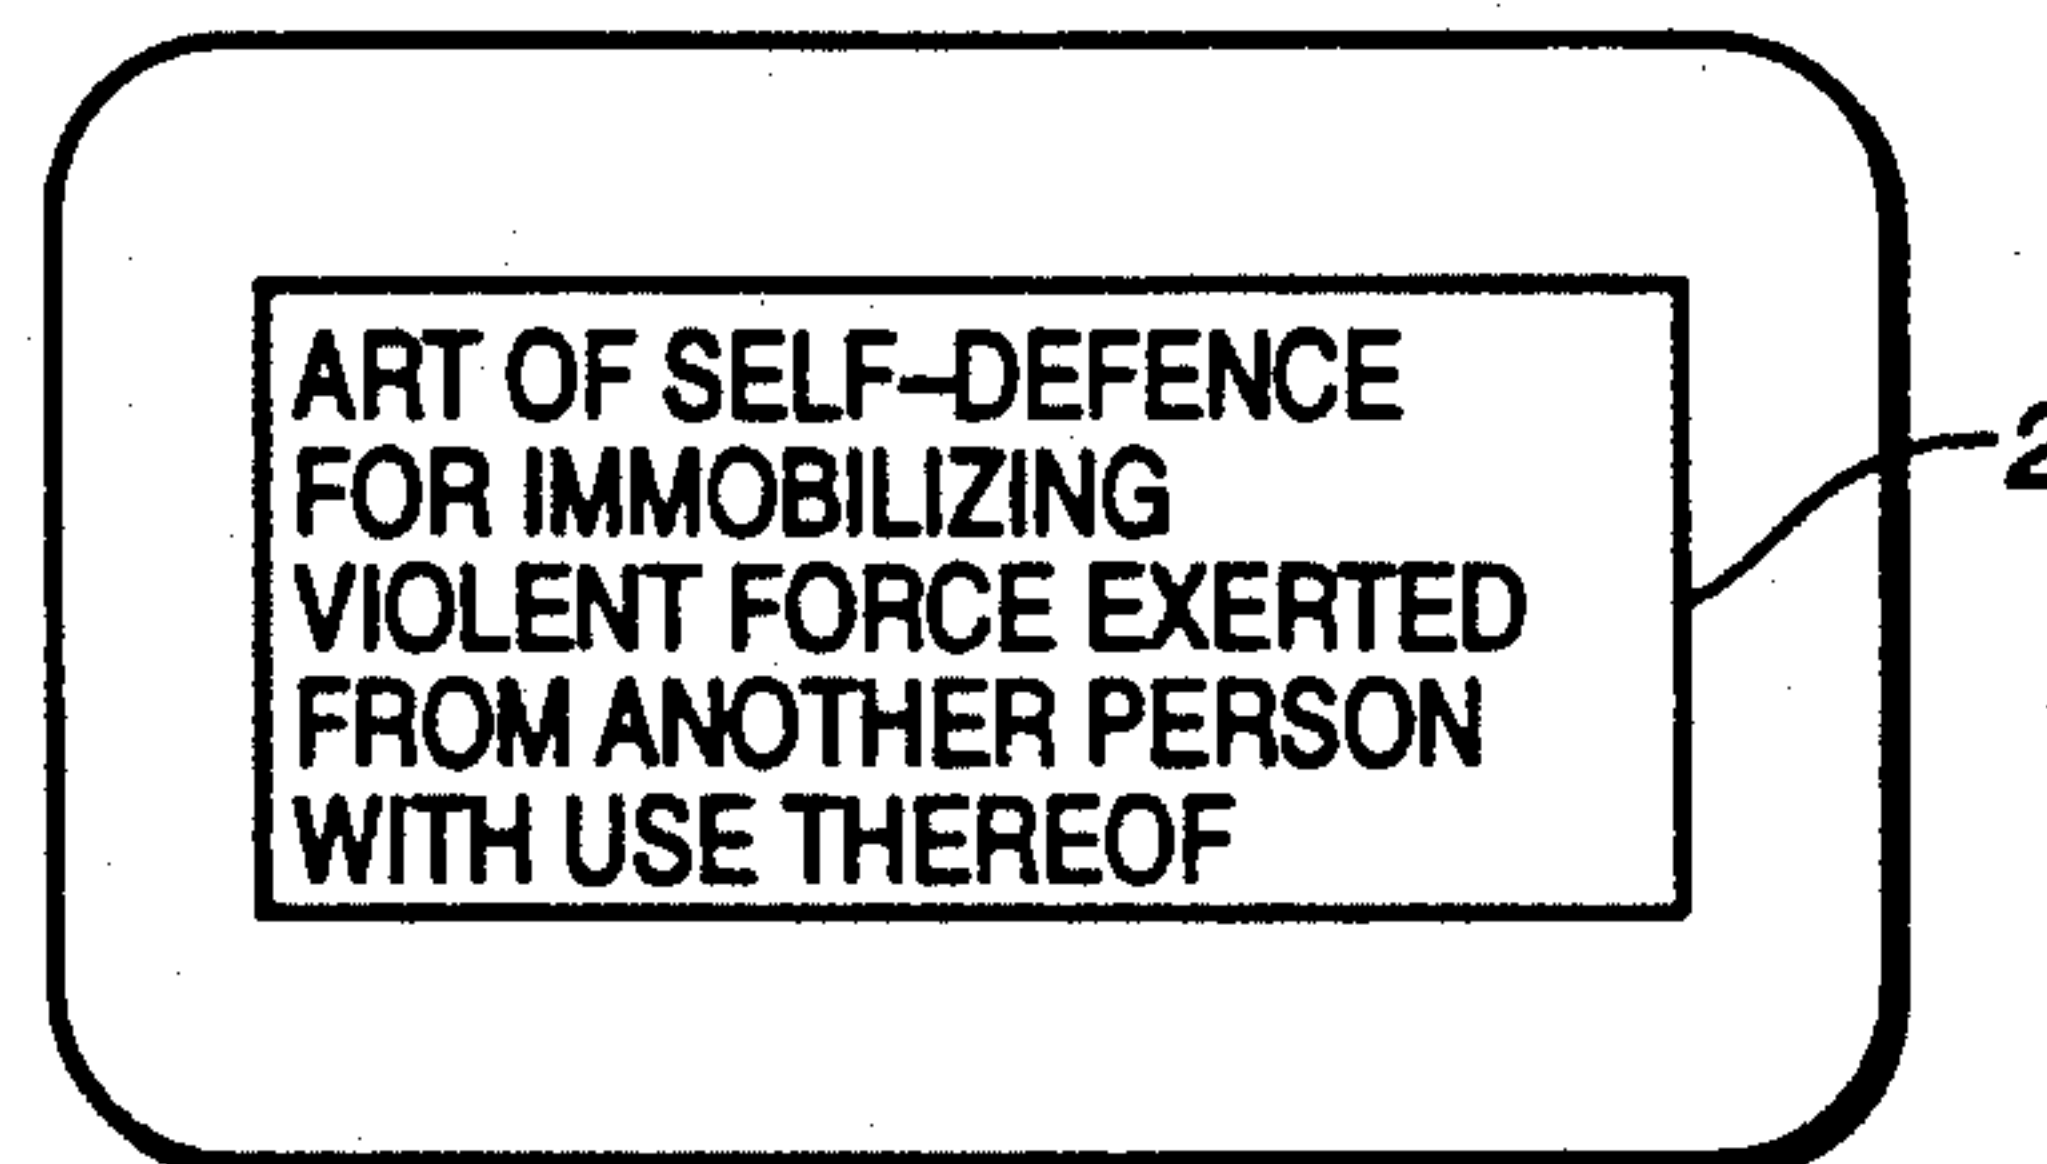 ART OF SELF-DEFENCE
FOR IMMOBILIZING
VIOLENT FORCE EXERTED
FROM ANOTHER PERSON
WITH USE THEREOF